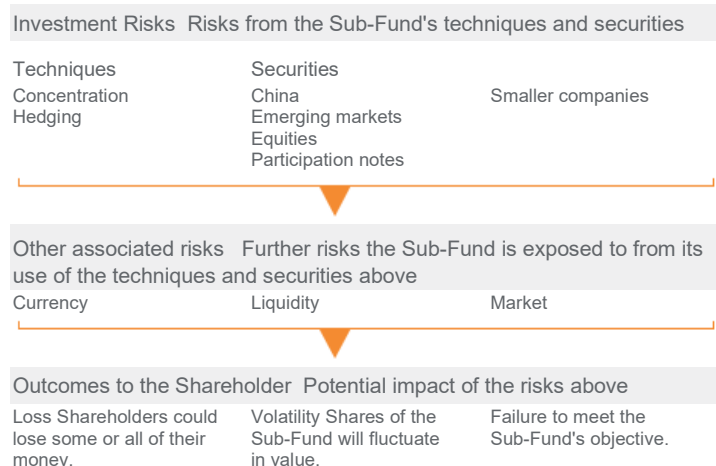 Investment Risks Risks from the Sub-Fund's techniques and securities
Techniques
Securities
Concentration
China
Smaller companies
Hedging
Emerging markets
Equities
Participation notes
Other associated risks Further risks the Sub-Fund is exposed to from its
use of the techniques and securities above
Currency
Liquidity
Market
Outcomes to the Shareholder Potential impact of the risks above
Loss Shareholders could
lose some or all of their
money.
Volatility Shares of the
Sub-Fund will fluctuate
in value.
Failure to meet the
Sub-Fund's objective.